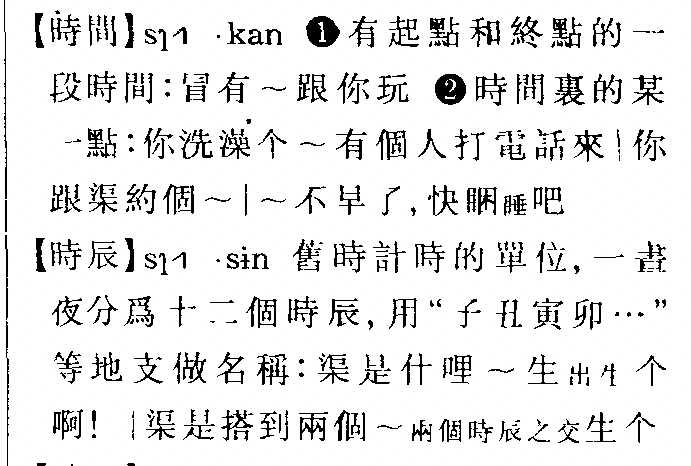 【時間】sɿ˦ ·kan ❶有起點和終點的一
段時間：冒有～跟你玩 ❷時間裏的某
一點：你洗澡个～有個人打電話來｜你
跟渠約個～｜～不早了，快睏睡吧
【時辰】sɿ˦ ·sɨn 舊時計時的單位，一晝
夜分爲十二個時辰，用“子丑寅卯…”
等地支做名稱：渠是什哩～生出生个
啊！｜渠是搭到兩個～兩個時辰之交生个